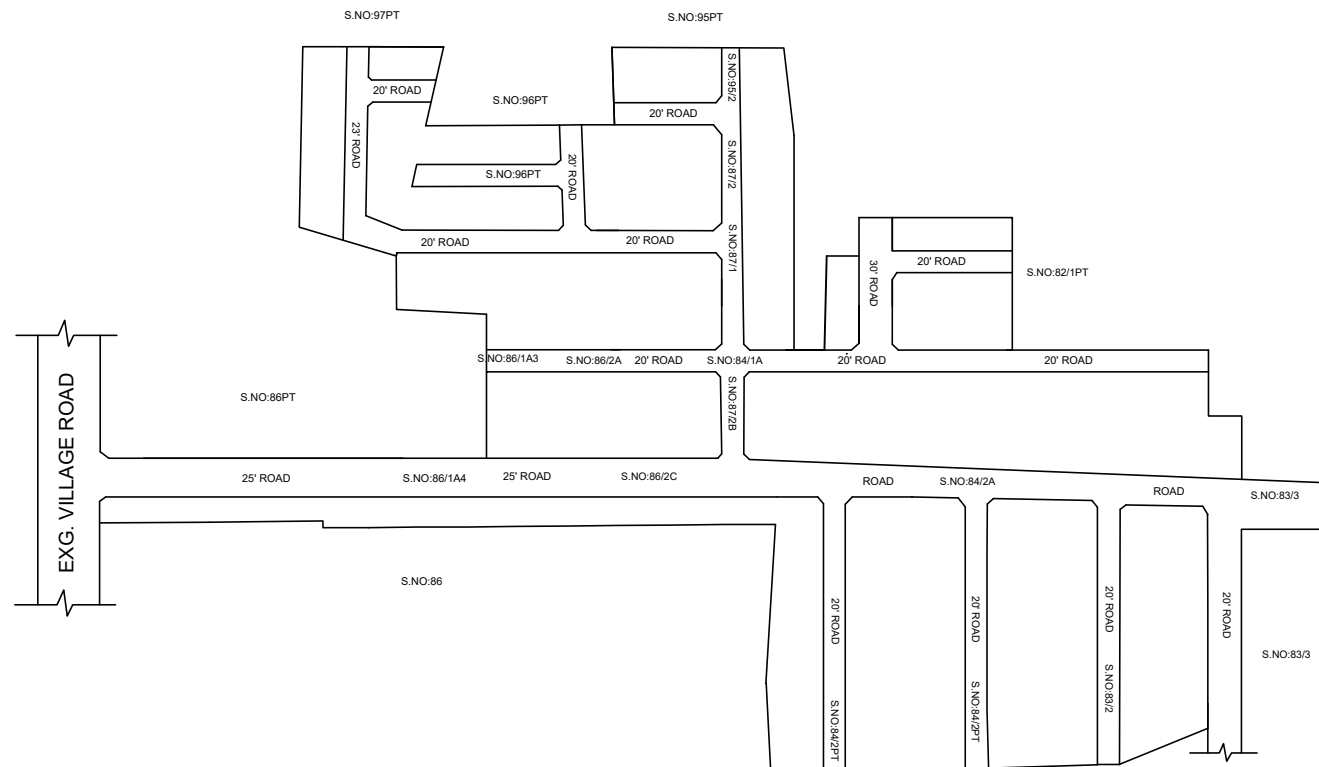 S.NO:97PT
S.NO:95PT
S.NO:95/2
20' ROAD
S.NO:96PT
20' ROAD
23' ROAD
S.NO:96PT
20' ROAD
S.NO:87/2
20' ROAD
20' ROAD
S.NO:87/1
30' ROAD
20' ROAD
S.NO:82/1PT
S.NO:86/1A3
S.NO:86/2A
20' ROAD
S.NO:84/1A
20' ROAD
20' ROAD
S.NO:86PT
S.NO:87/2B
EXG. VILLAGE ROAD
25' ROAD
S.NO:86/1A4
25' ROAD
S.NO:86/2C
ROAD
S.NO:84/2A
ROAD
S.NO:83/3
S.NO:86
20' ROAD
20' ROAD
20' ROAD
20' ROAD
S.NO:83/3
S.NO:84/2PT
S.NO:84/2PT
S.NO:83/2